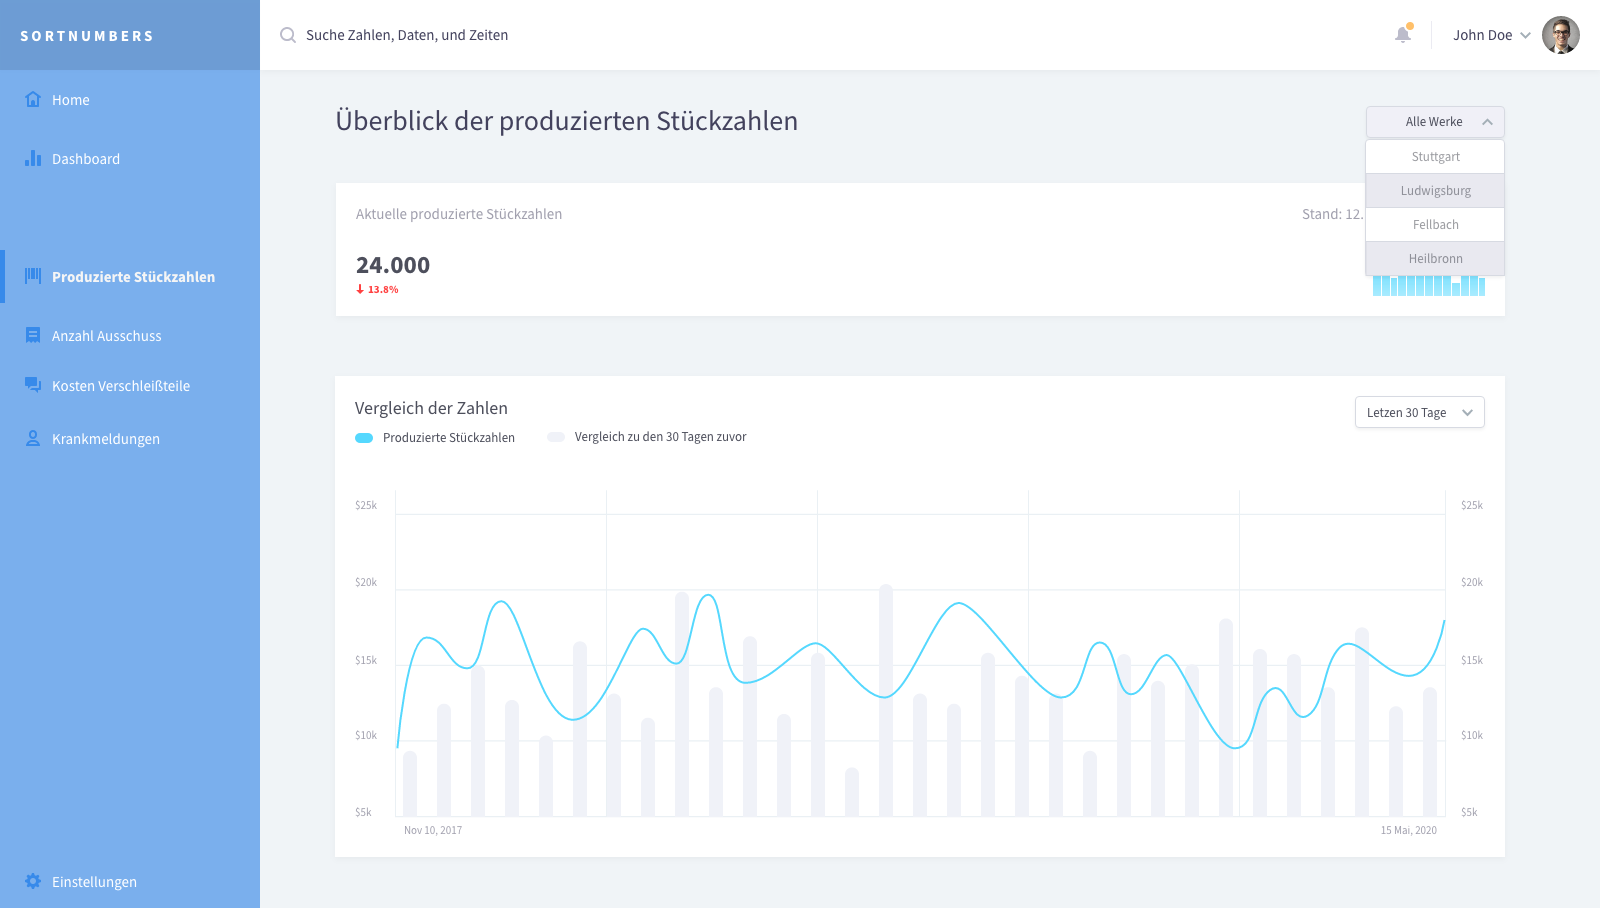 SORTNUMBERS
Suche Zahlen, Daten, und Zeiten
John Doe
Home
Dashboard
Produzierte Stückzahlen
Anzahl Ausschuss
Kosten Verschleißteile
Krankmeldungen
Einstellungen
Überblick der produzierten Stückzahlen
Alle Werke
Stuttgart
Ludwigsburg
Fellbach
Heilbronn
Aktuelle produzierte Stückzahlen
Stand: 12.
24.000
13.8%
Vergleich der Zahlen
Letzen 30 Tage
Produzierte Stückzahlen
Vergleich zu den 30 Tagen zuvor
$25k $25k
$20k $20k
$15k $15k
$10k $10k
$5k $5k
Nov 10, 2017 15 Mai, 2020